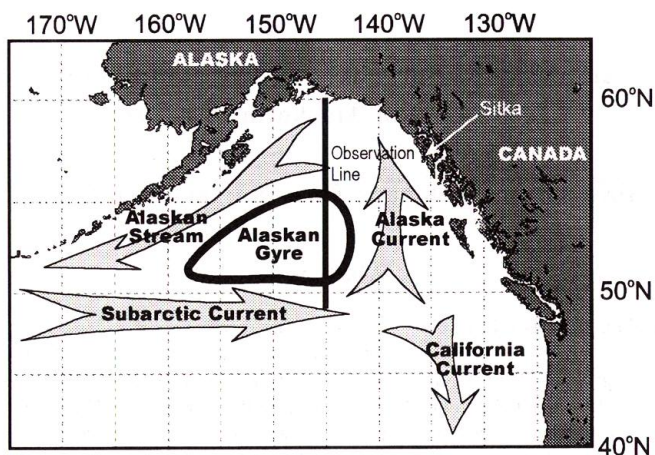 170°W 160°W 150°W 140°W 130°W
ALASKA
60°N
Sitka
Observation
Line
CANADA
Alaskan
Stream
Alaskan
Gyre
Alaska
Current
50°N
Subarctic Current
California
Current
40°N